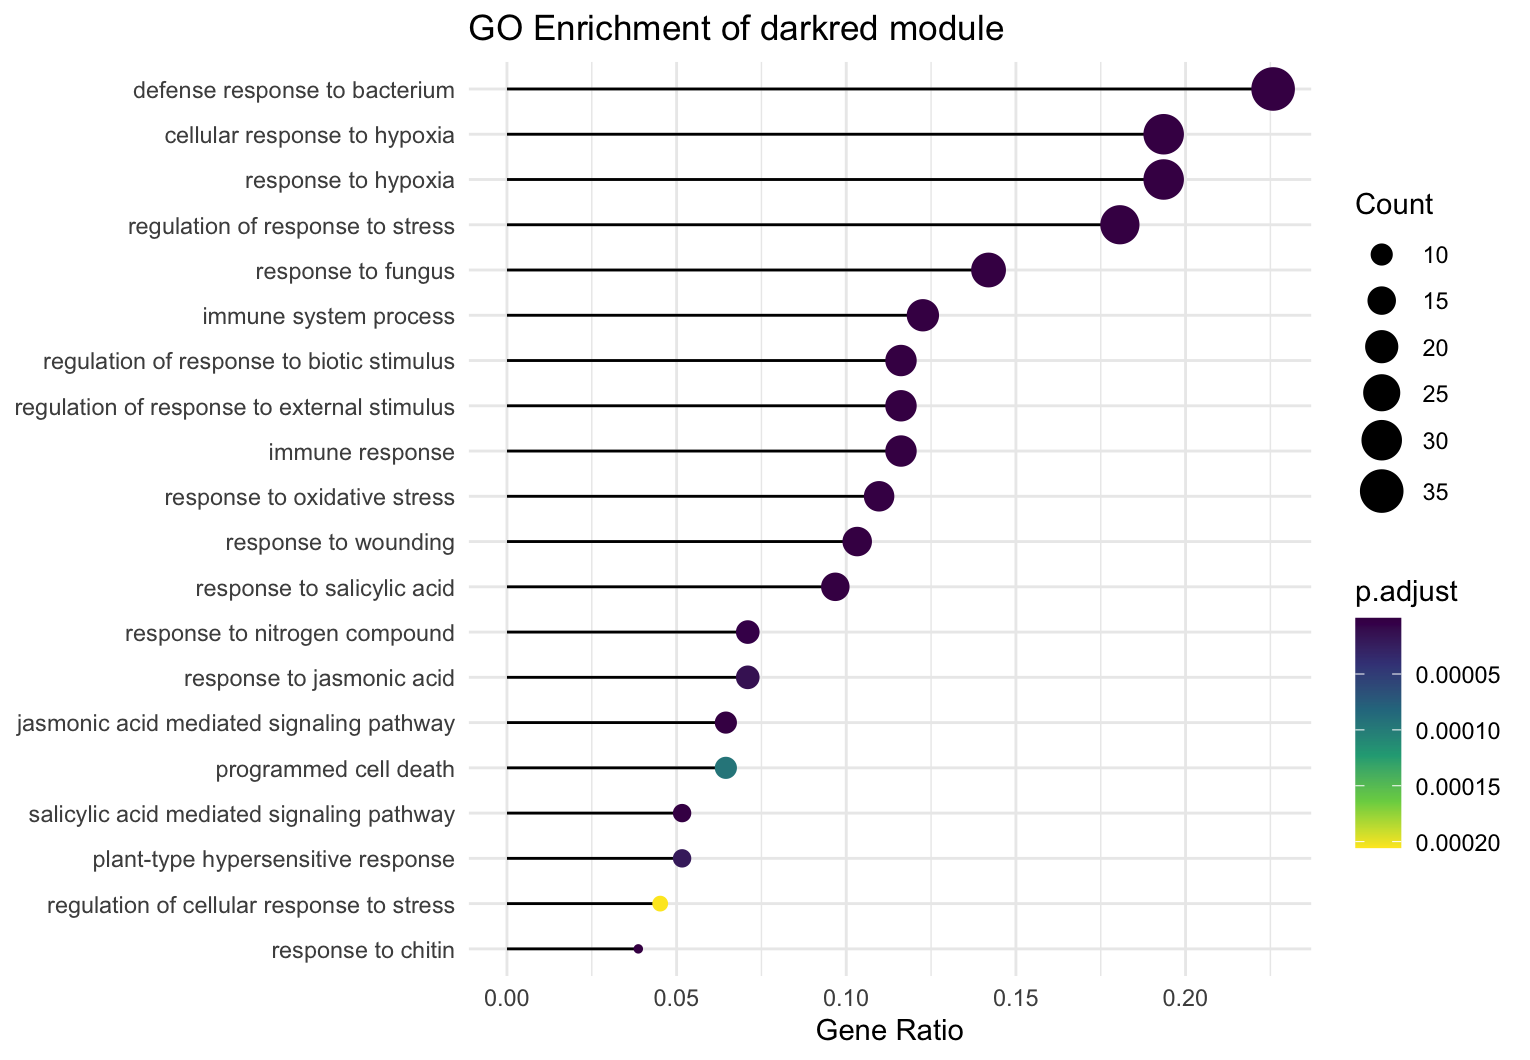 GO Enrichment of darkred module
defense response to bacterium
cellular response to hypoxia
response to hypoxia
regulation of response to stress
response to fungus
immune system process
regulation of response to biotic stimulus
regulation of response to external stimulus
immune response
response to oxidative stress
response to wounding
response to salicylic acid
response to nitrogen compound
response to jasmonic acid
jasmonic acid mediated signaling pathway
programmed cell death
salicylic acid mediated signaling pathway
plant-type hypersensitive response
regulation of cellular response to stress
response to chitin
0.00 0.05 0.10 0.15 0.20
Gene Ratio
Count
10
15
20
25
30
35
p.adjust
0.00005
0.00010
0.00015
0.00020